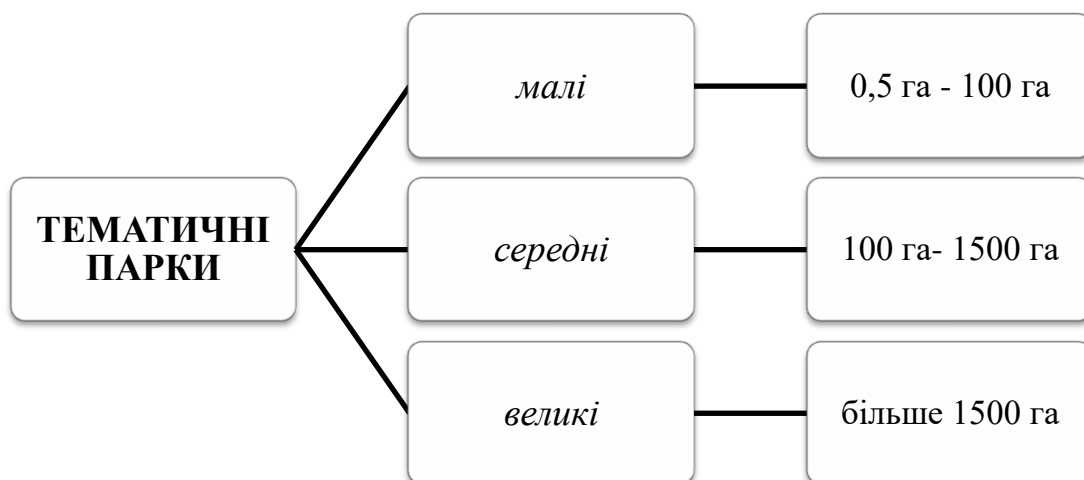 ТЕМАТИЧНІ
ПАРКИ
малі
0,5 га - 100 га
середні
100 га- 1500 га
великі
більше 1500 га